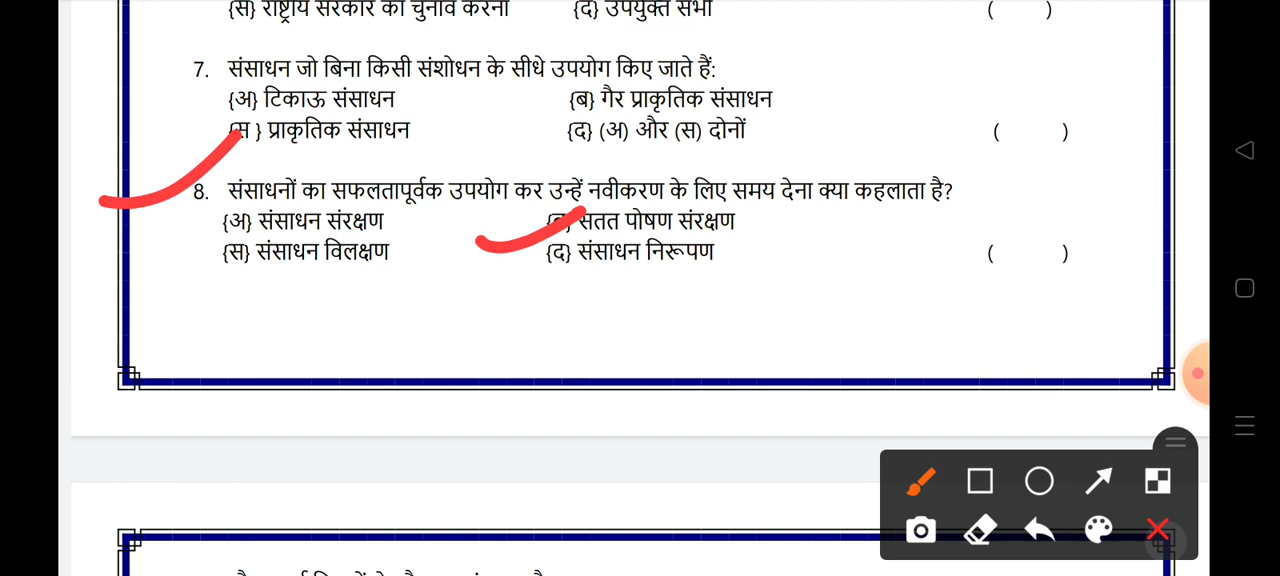 {स} राष्ट्रीय सरकार का चुनाव करना {द} उपर्युक्त सभी ( )
7. संसाधन जो बिना किसी संशोधन के सीधे उपयोग किए जाते हैं:
{अ} टिकाऊ संसाधन {ब} गैर प्राकृतिक संसाधन
{स } प्राकृतिक संसाधन {द} (अ) और (स) दोनों ( )
8. संसाधनों का सफलतापूर्वक उपयोग कर उन्हें नवीकरण के लिए समय देना क्या कहलाता है?
{अ} संसाधन संरक्षण {ब} सतत पोषण संरक्षण
{स} संसाधन विलक्षण {द} संसाधन निरूपण ( )